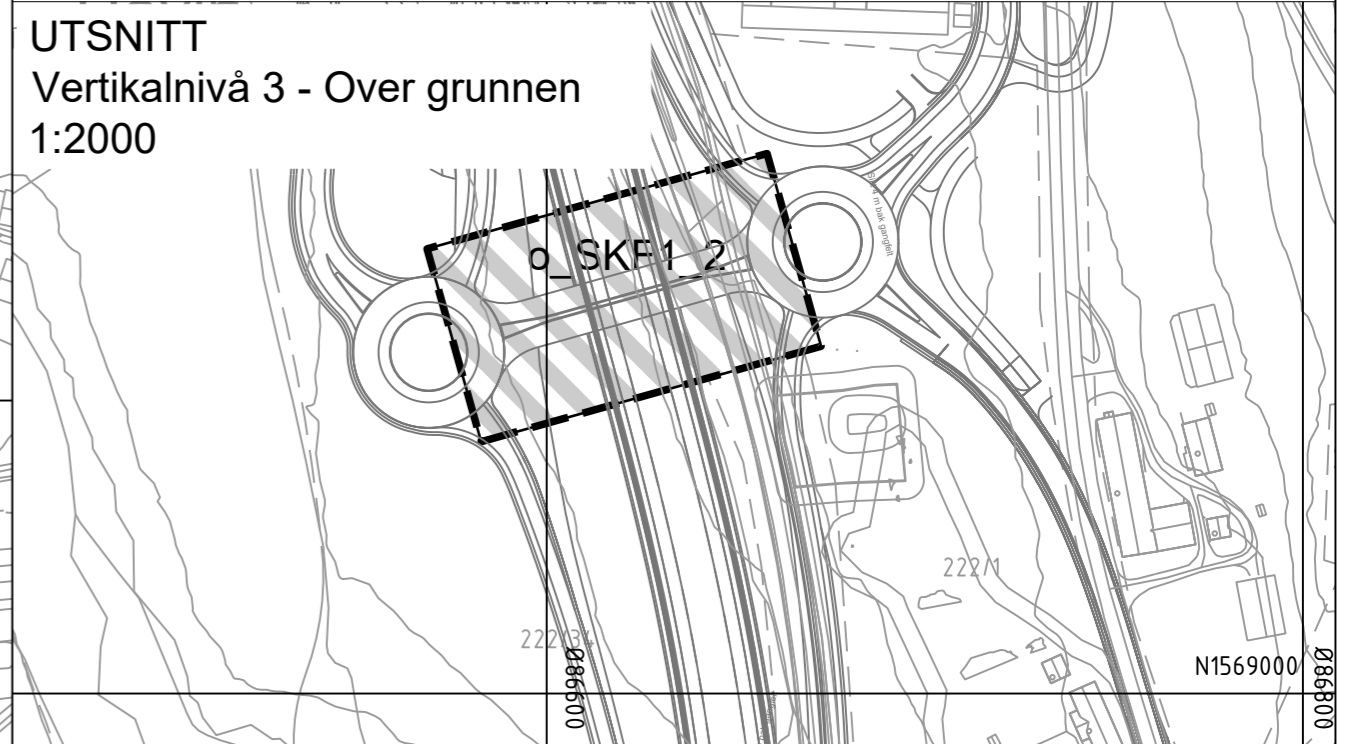 UTSNITT
Vertikalnivå 3 - Over grunnen
1:2000
o_SKF1_2
222/1
222/34
N1569000
Ø86600
Ø86800